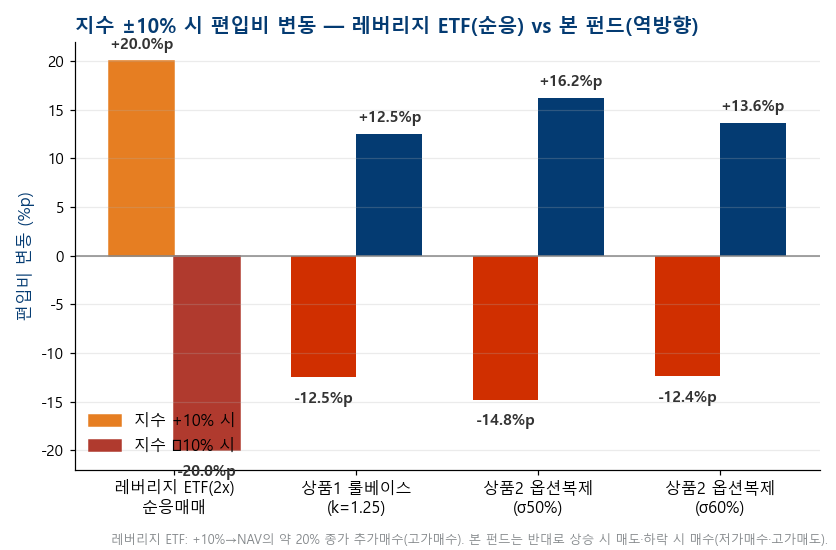 지수 ±10% 시 편입비 변동 — 레버리지 ETF(순응) vs 본 펀드(역방향)
편입비 변동 (%p)
20
15
10
5
0
-5
-10
-15
-20
+20.0%p
-20.0%p
-12.5%p
+12.5%p
-14.8%p
+16.2%p
-12.4%p
+13.6%p
지수 +10% 시
지수 □10% 시
레버리지 ETF(2x)
순응매매
상품1 룰베이스
(k=1.25)
상품2 옵션복제
(σ50%)
상품2 옵션복제
(σ60%)
레버리지 ETF: +10%→NAV의 약 20% 종가 추가매수(고가매수). 본 펀드는 반대로 상승 시 매도·하락 시 매수(저가매수·고가매도).